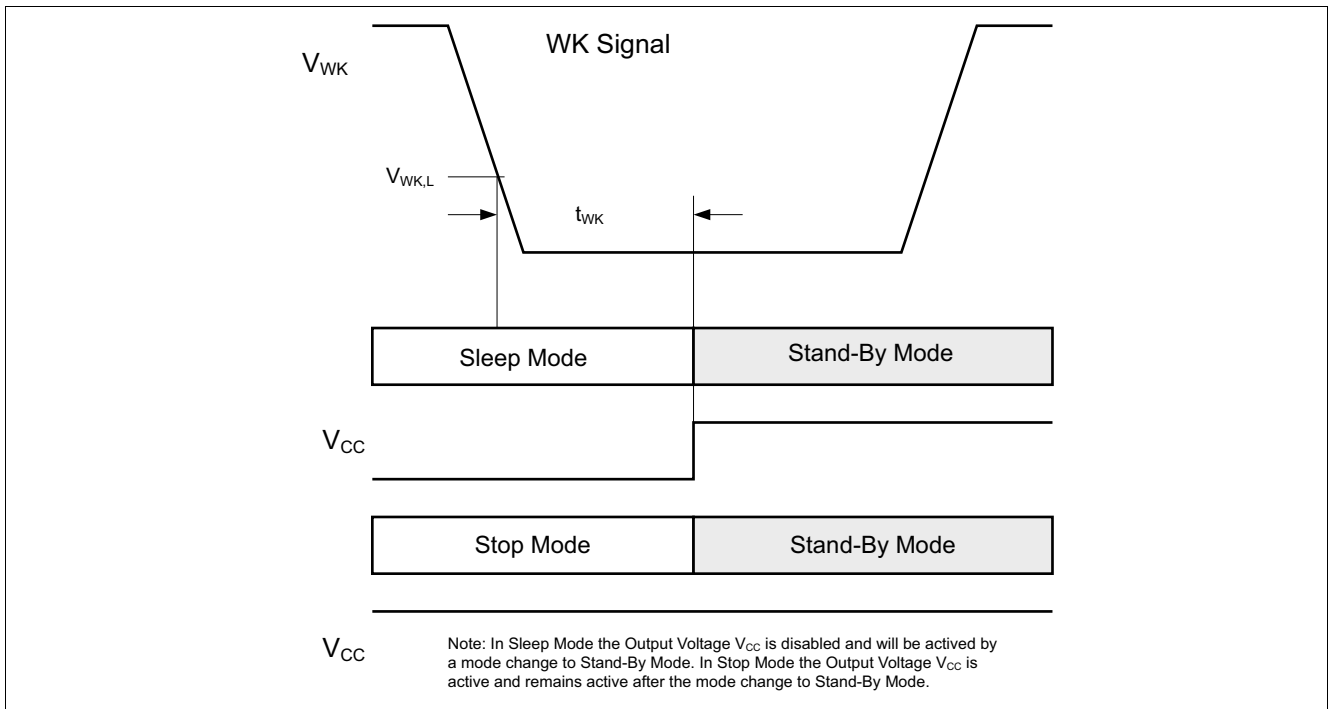 WK Signal
VWK
VWK,L
tWK
Sleep Mode
Stand-By Mode
VCC
Stop Mode
Stand-By Mode
VCC
Note: In Sleep Mode the Output Voltage VCC is disabled and will be actived by
a mode change to Stand-By Mode. In Stop Mode the Output Voltage VCC is
active and remains active after the mode change to Stand-By Mode.